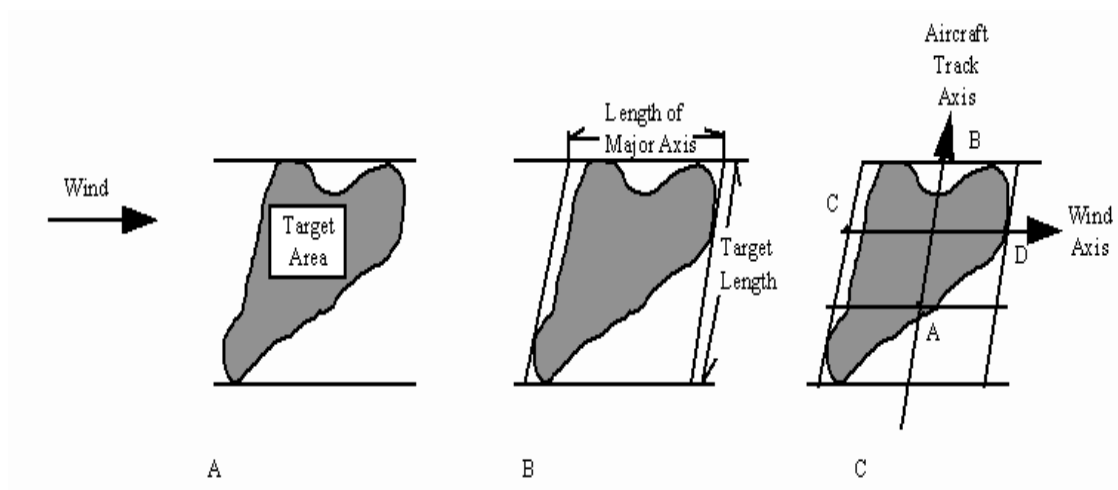 Wind
Target
Area
A
Length of
Major Axis
Target
Length
B
Aircraft
Track
Axis
B
C
Wind
Axis
D
A
C